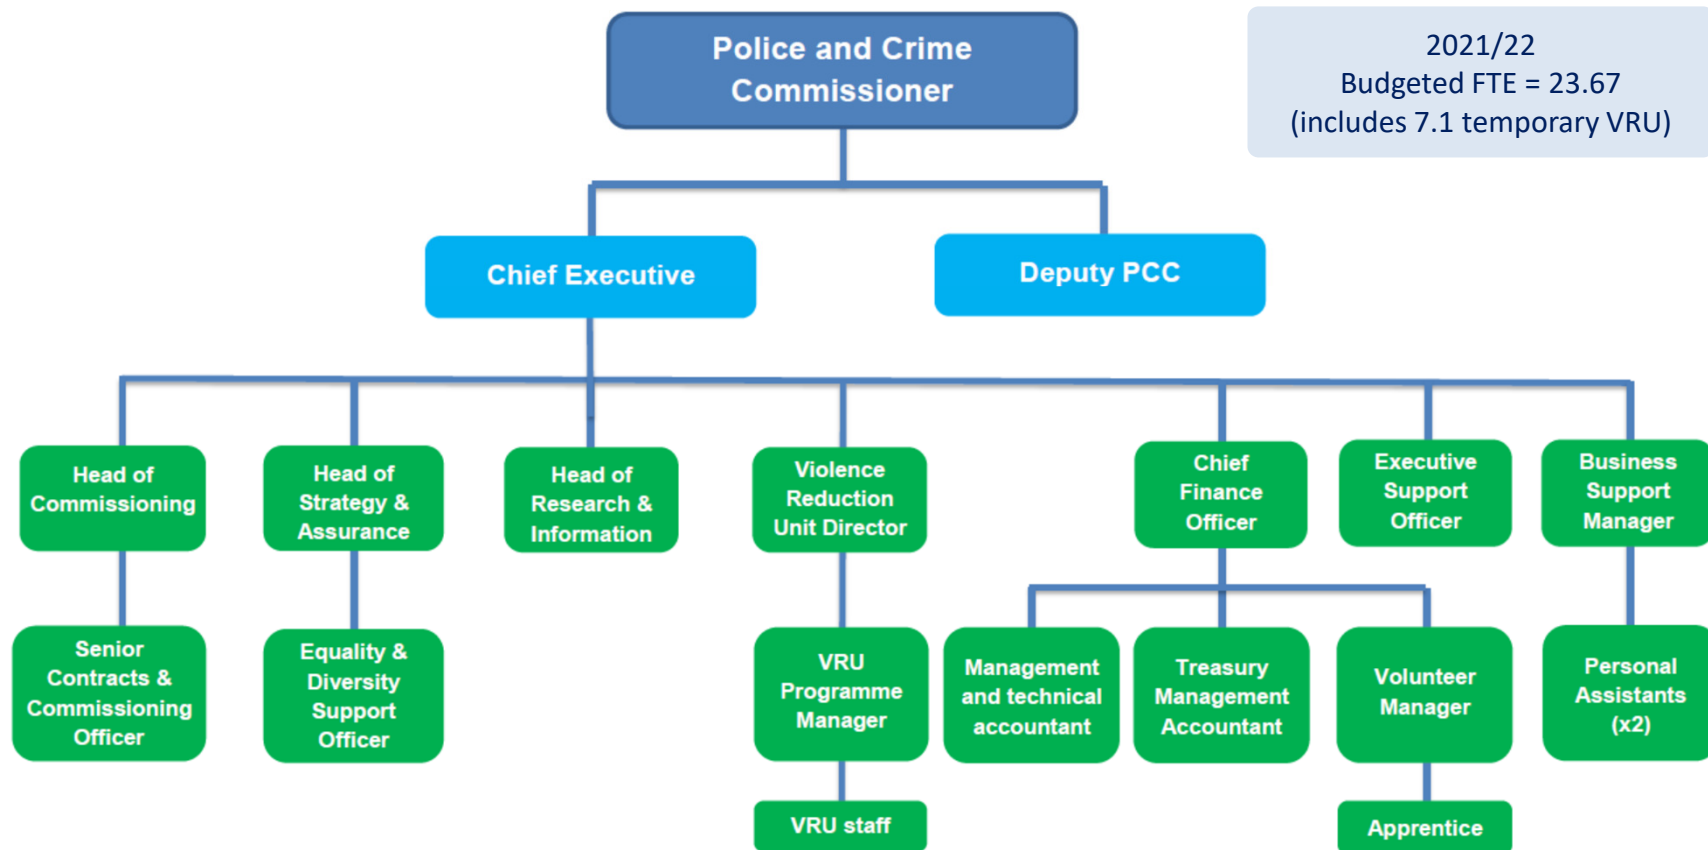 Police and Crime
Commissioner
2021/22
Budgeted FTE = 23.67
(includes 7.1 temporary VRU)
Chief Executive
Deputy PCC
Head of
Commissioning
Head of
Strategy &
Assurance
Head of
Research &
Information
Violence
Reduction
Unit Director
Chief
Finance
Officer
Executive
Support
Officer
Business
Support
Manager
Senior
Contracts &
Commissioning
Officer
Equality &
Diversity
Support
Officer
VRU
Programme
Manager
Management
and technical
accountant
Treasury
Management
Accountant
Volunteer
Manager
Personal
Assistants
(x2)
VRU staff
Apprentice